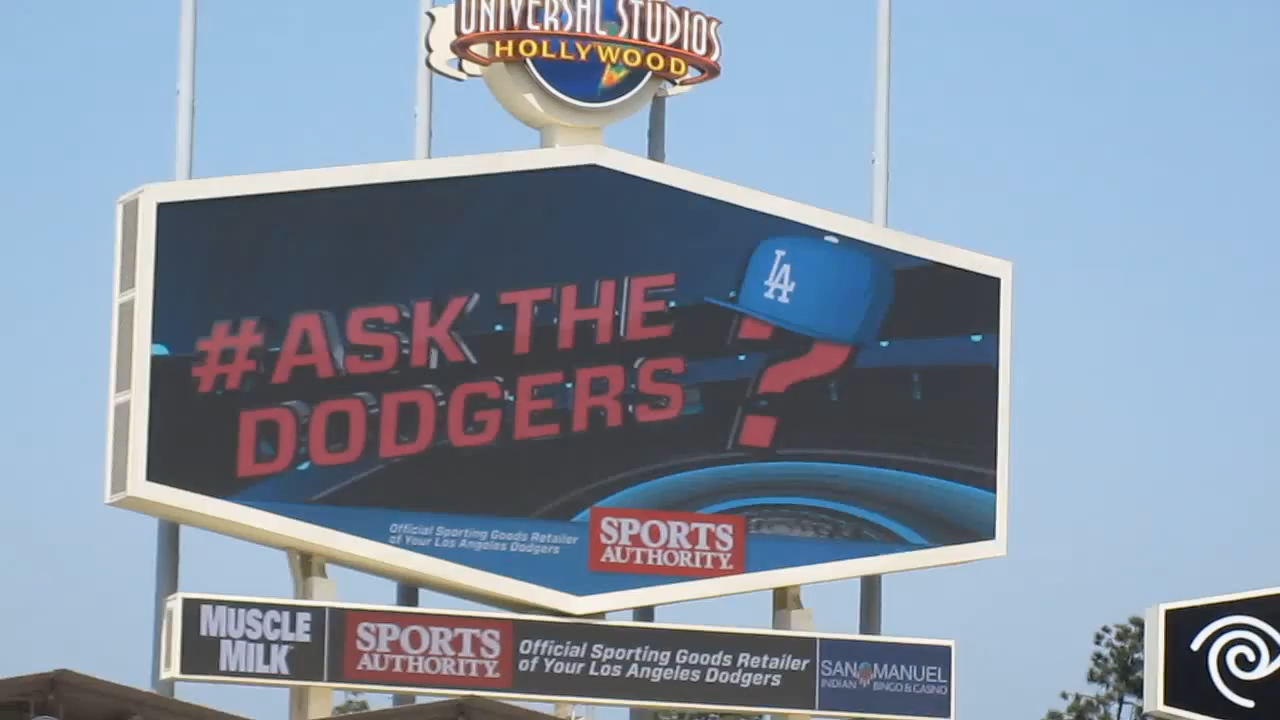 UNIVERSAL STUDIOS
HOLLYWOOD
LA
#ASK THE
DODGERS ?
Official Sporting Goods Retailer
of Your Los Angeles Dodgers
SPORTS
AUTHORITY.
MUSCLE
MILK
SPORTS
AUTHORITY.
Official Sporting Goods Retailer
of Your Los Angeles Dodgers
SAN MANUEL
INDIAN BINGO & CASINO